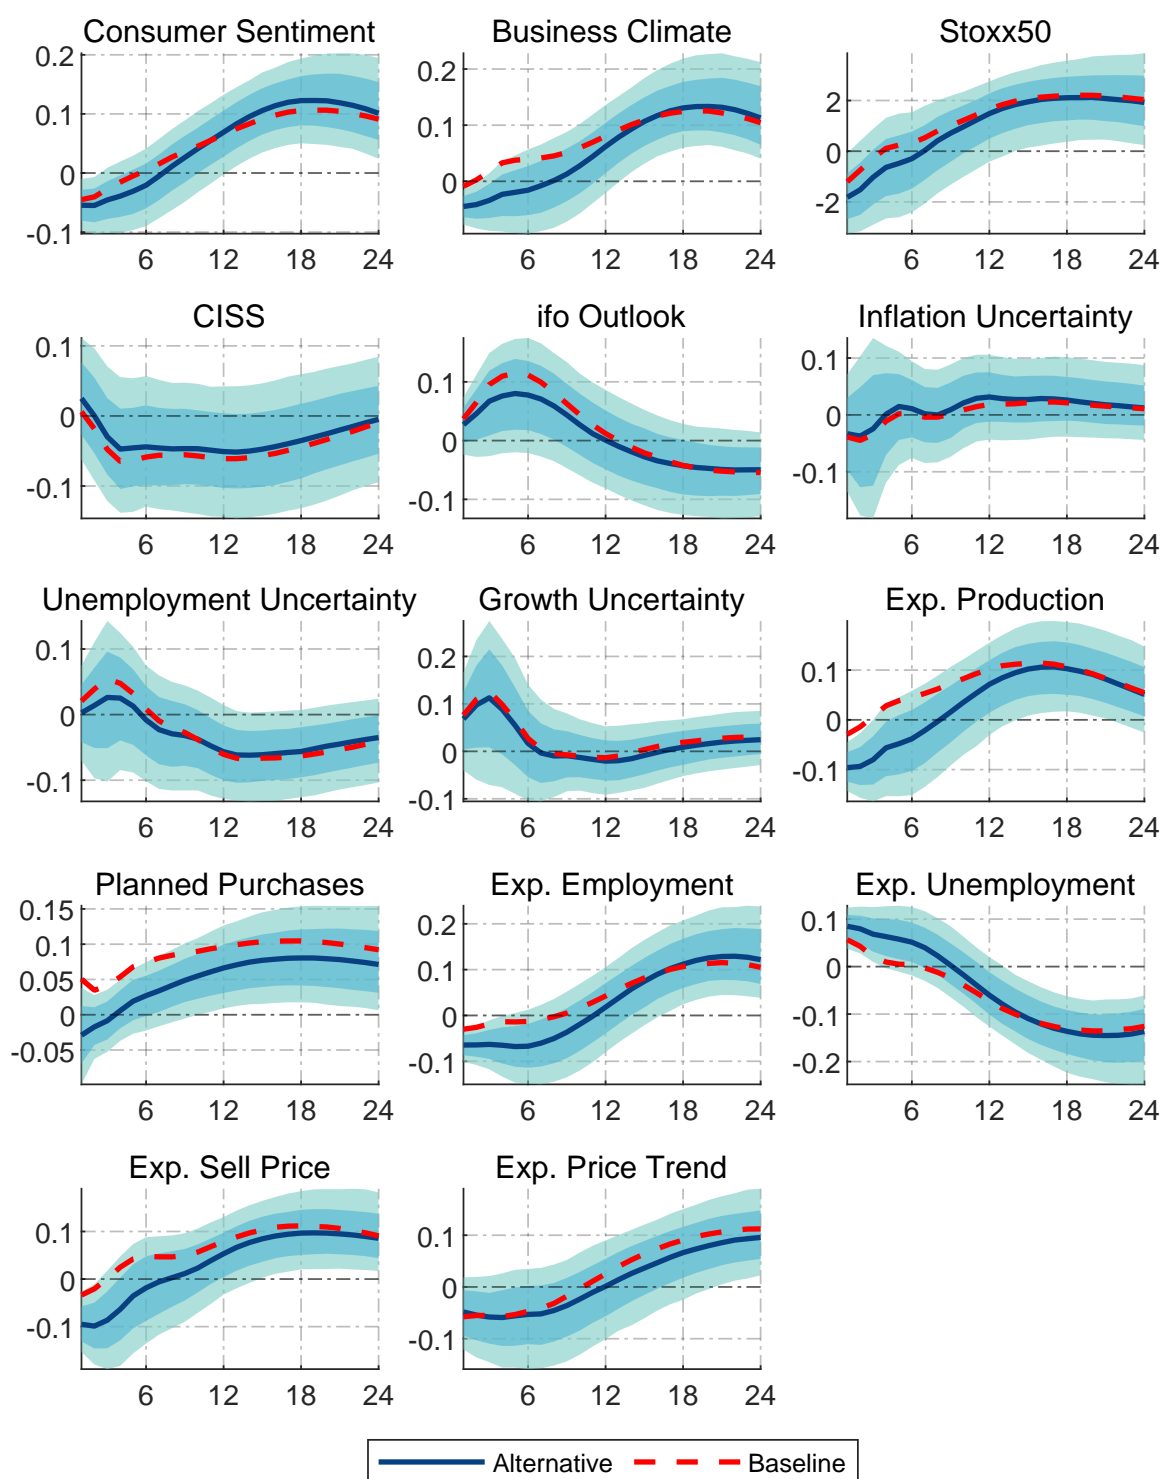 Consumer Sentiment Business Climate Stoxx50
0.2 0.1 0 -0.1 6 12 18 24
0.2 0.1 0 6 12 18 24
2 0 -2 6 12 18 24
CISS ifo Outlook Inflation Uncertainty
0.1 0 -0.1 6 12 18 24
0.1 0 -0.1 6 12 18 24
0.1 0 -0.1 6 12 18 24
Unemployment Uncertainty Growth Uncertainty Exp. Production
0.1 0 -0.1 6 12 18 24
0.2 0.1 0 -0.1 6 12 18 24
0.1 0 -0.1 6 12 18 24
Planned Purchases Exp. Employment Exp. Unemployment
0.15 0.1 0.05 0 -0.05 6 12 18 24
0.2 0.1 0 -0.1 6 12 18 24
0.1 0 -0.1 -0.2 6 12 18 24
Exp. Sell Price Exp. Price Trend
0.1 0 -0.1 6 12 18 24
0.1 0 -0.1 6 12 18 24
Alternative Baseline